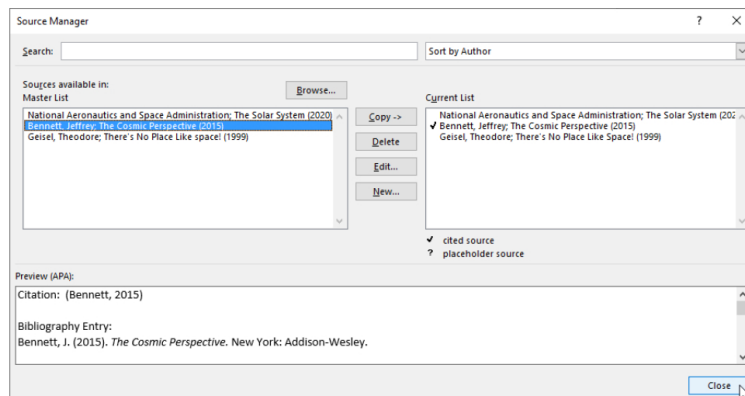 Source Manager
? ×
Search:
Sort by Author
Sources available in:
Master List
Browse...
Current List
National Aeronautics and Space Administration; The Solar System (2020)
Bennett, Jeffrey; The Cosmic Perspective (2015)
Geisel, Theodore; There's No Place Like space! (1999)
Copy ->
Delete
Edit...
New...
National Aeronautics and Space Administration; The Solar System (202
✓ Bennett, Jeffrey; The Cosmic Perspective (2015)
Geisel, Theodore; There's No Place Like Space! (1999)
✓ cited source
? placeholder source
Preview (APA):
Citation: (Bennett, 2015)
Bibliography Entry:
Bennett, J. (2015). The Cosmic Perspective. New York: Addison-Wesley.
Close